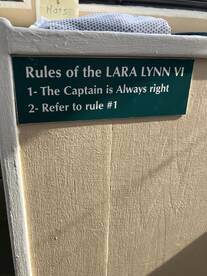 Rules of the LARA LYNN VI
1- The Captain is Always right
2- Refer to rule #1